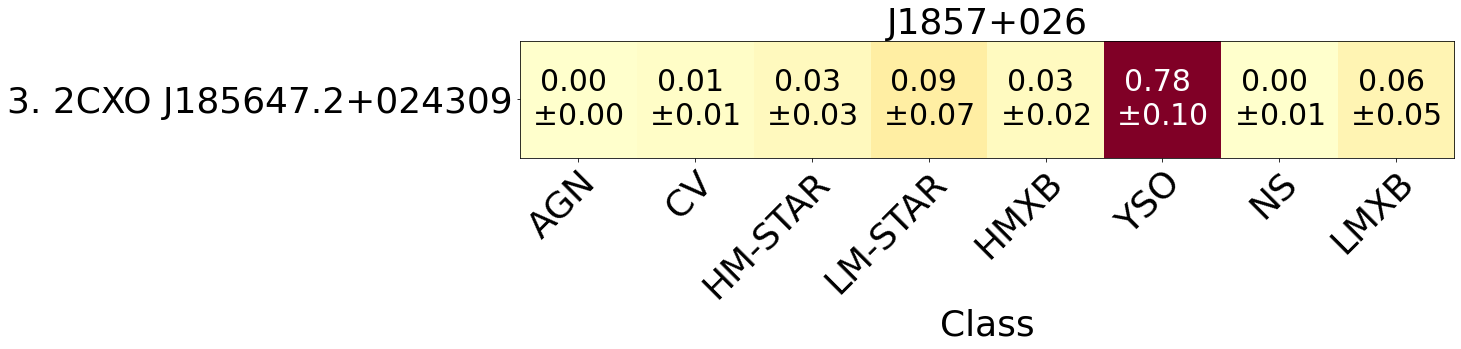 J1857+026
3. 2CXO J185647.2+024309
0.00 0.01 0.03 0.09 0.03 0.78 0.00 0.06
±0.00 ±0.01 ±0.03 ±0.07 ±0.02 ±0.10 ±0.01 ±0.05
AGN CV HM-STAR LM-STAR HMXB YSO NS LMXB
Class